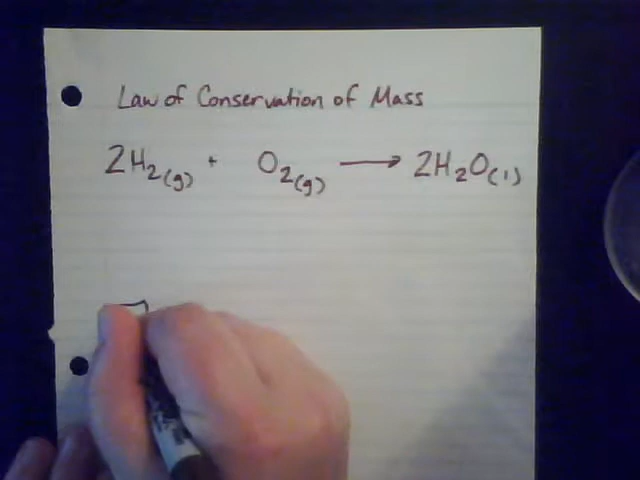 Law of Conservation of Mass
2H₂(g) + O₂(g) → 2H₂O(l)